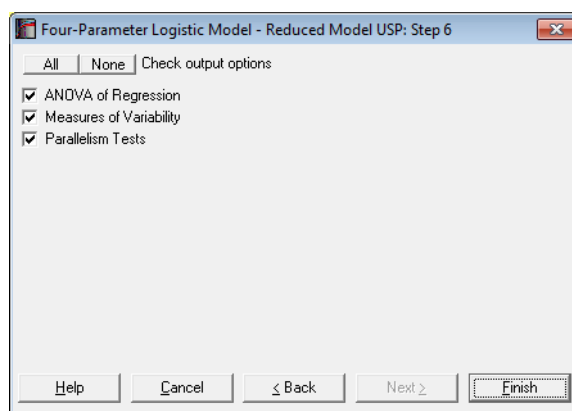 Four-Parameter Logistic Model - Reduced Model USP: Step 6
All None Check output options
ANOVA of Regression
Measures of Variability
Parallelism Tests
Help Cancel < Back Next > Finish